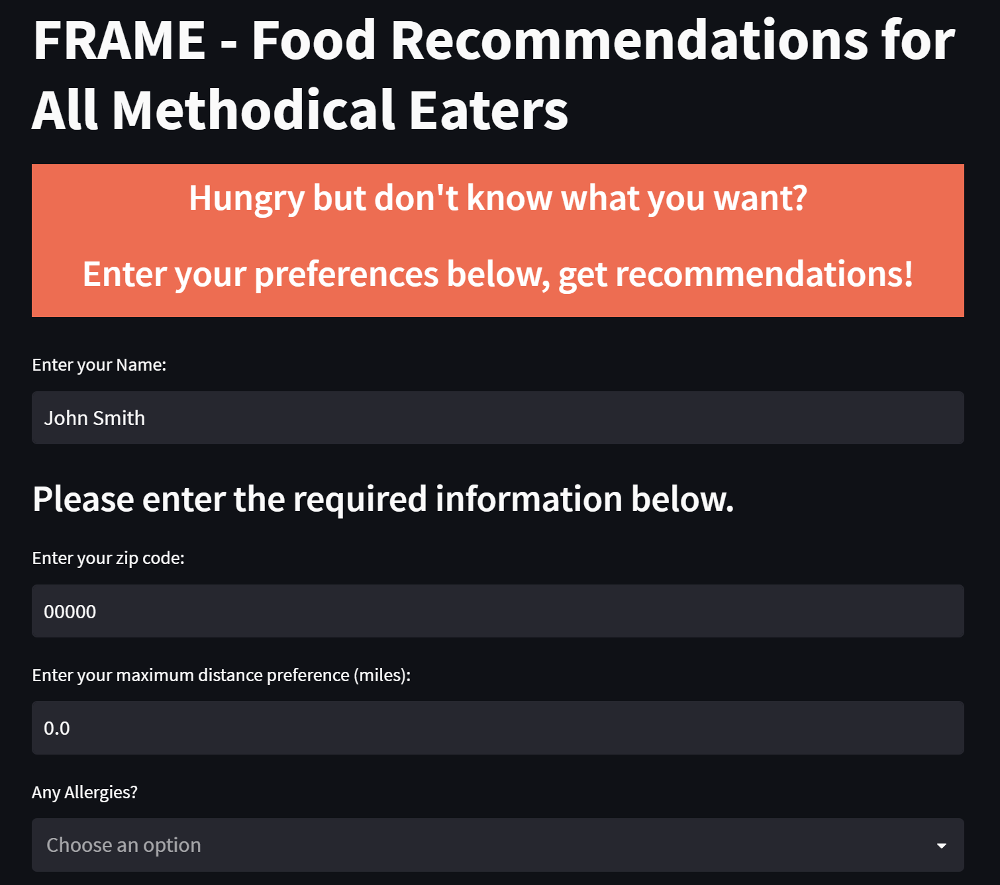 FRAME - Food Recommendations for
All Methodical Eaters
Hungry but don't know what you want?
Enter your preferences below, get recommendations!
Enter your Name:
John Smith
Please enter the required information below.
Enter your zip code:
00000
Enter your maximum distance preference (miles):
0.0
Any Allergies?
Choose an option